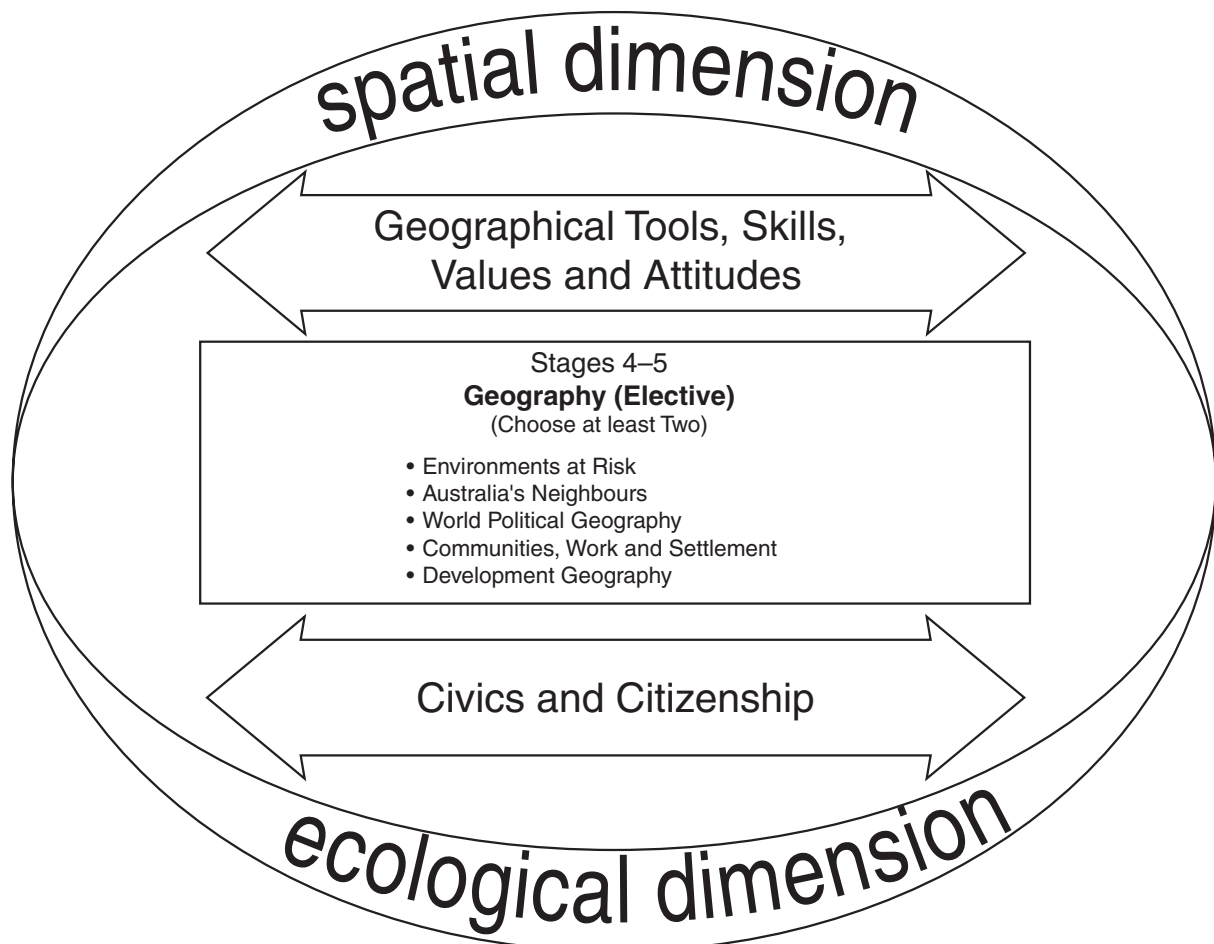 spatial dimension
Geographical Tools, Skills,
Values and Attitudes
Stages 4–5
Geography (Elective)
(Choose at least Two)
• Environments at Risk
• Australia's Neighbours
• World Political Geography
• Communities, Work and Settlement
• Development Geography
Civics and Citizenship
ecological dimension